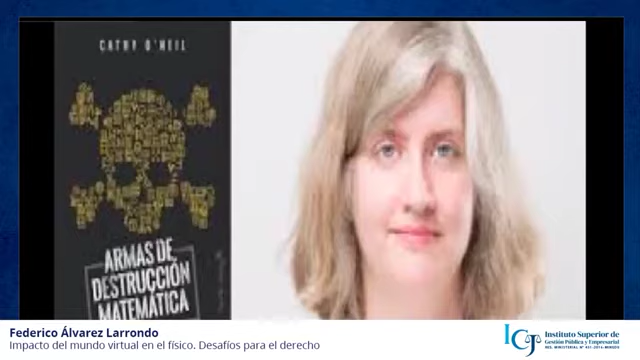 CATHY O'NEIL
ARMAS DE
DESTRUCCIÓN
MATEMÁTICA
Federico Álvarez Larrondo
Impacto del mundo virtual en el físico. Desafíos para el derecho
ICJ
Instituto Superior de
Gestión Pública y Empresarial